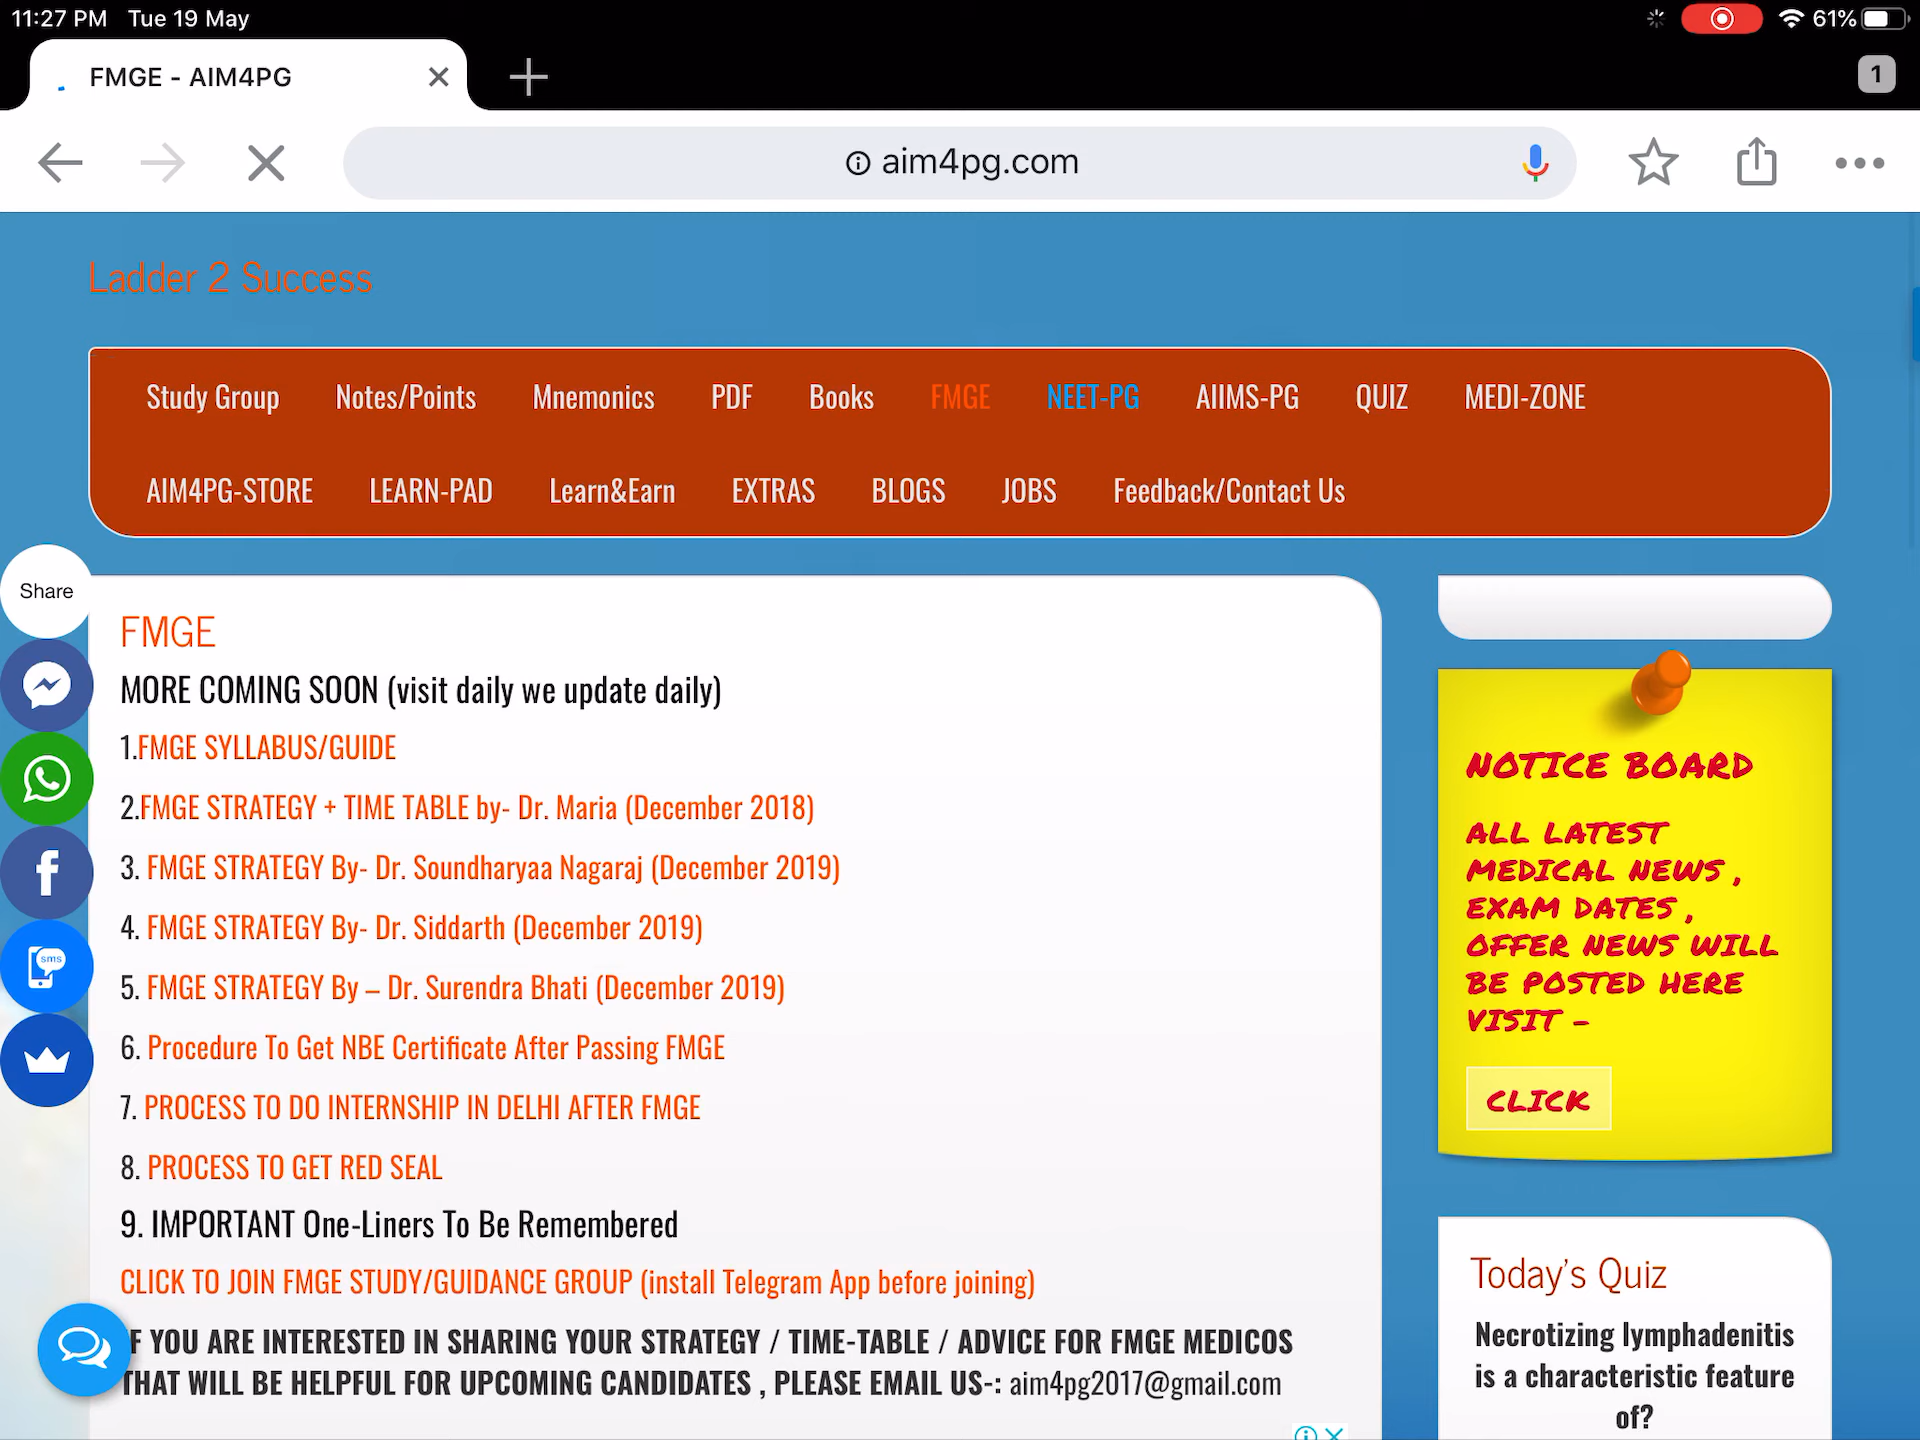 11:27 PM Tue 19 May
61%
FMGE - AIM4PG
1
aim4pg.com
Ladder 2 Success
Study Group Notes/Points Mnemonics PDF Books FMGE NEET-PG AIIMS-PG QUIZ MEDI-ZONE
AIM4PG-STORE LEARN-PAD Learn&Earn EXTRAS BLOGS JOBS Feedback/Contact Us
Share
sms
FMGE
MORE COMING SOON (visit daily we update daily)
1.FMGE SYLLABUS/GUIDE
2.FMGE STRATEGY + TIME TABLE by- Dr. Maria (December 2018)
3. FMGE STRATEGY By- Dr. Soundharyaa Nagaraj (December 2019)
4. FMGE STRATEGY By- Dr. Siddarth (December 2019)
5. FMGE STRATEGY By – Dr. Surendra Bhati (December 2019)
6. Procedure To Get NBE Certificate After Passing FMGE
7. PROCESS TO DO INTERNSHIP IN DELHI AFTER FMGE
8. PROCESS TO GET RED SEAL
9. IMPORTANT One-Liners To Be Remembered
CLICK TO JOIN FMGE STUDY/GUIDANCE GROUP (install Telegram App before joining)
F YOU ARE INTERESTED IN SHARING YOUR STRATEGY / TIME-TABLE / ADVICE FOR FMGE MEDICOS
THAT WILL BE HELPFUL FOR UPCOMING CANDIDATES , PLEASE EMAIL US-: aim4pg2017@gmail.com
NOTICE BOARD
ALL LATEST
MEDICAL NEWS ,
EXAM DATES ,
OFFER NEWS WILL
BE POSTED HERE
VISIT –
CLICK
Today's Quiz
Necrotizing lymphadenitis
is a characteristic feature
of?